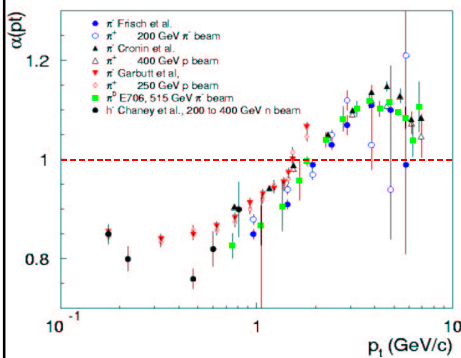 α(pt)
π⁻ Frisch et al.
π⁺ 200 GeV π⁻ beam
π⁻ Cronin et al.
π⁺ 400 GeV p beam
π⁻ Garbutt et al,
π⁺ 250 GeV p beam
π⁰ E706, 515 GeV π⁻ beam
h⁻ Chaney et al., 200 to 400 GeV n beam
1.2
1
0.8
10⁻¹
1
10
pₜ (GeV/c)